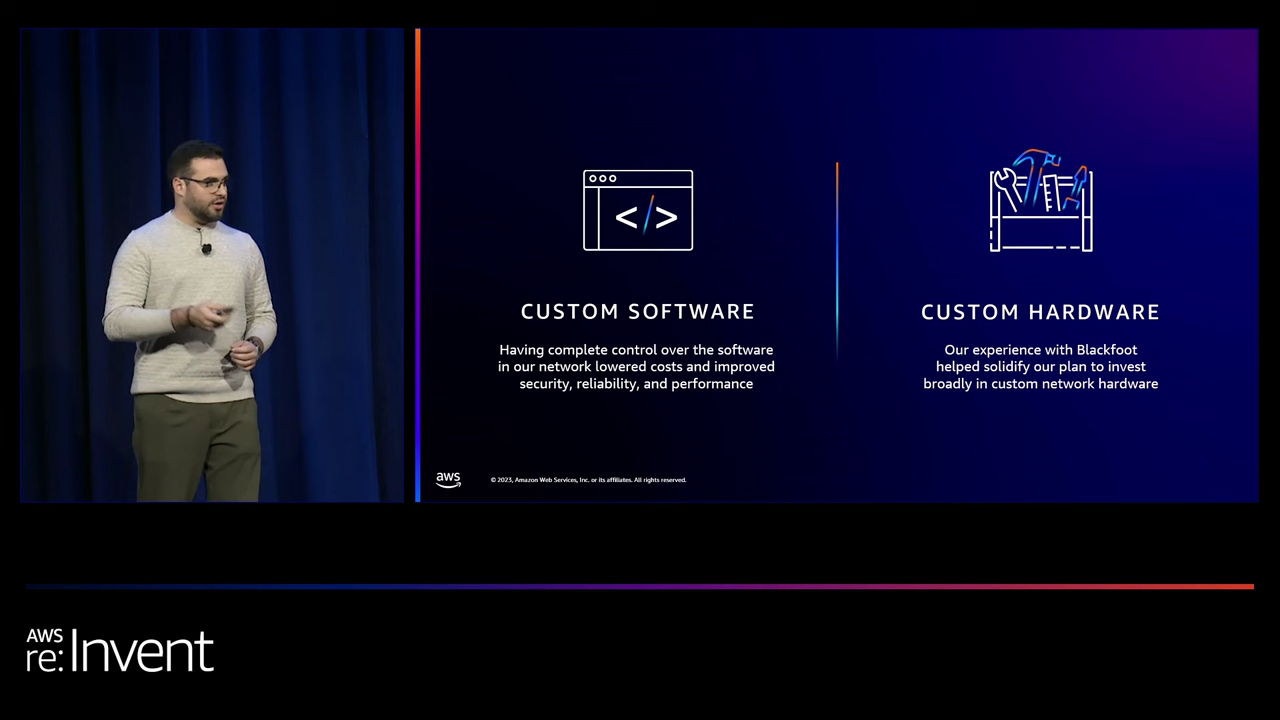 </>
CUSTOM SOFTWARE
Having complete control over the software
in our network lowered costs and improved
security, reliability, and performance
CUSTOM HARDWARE
Our experience with Blackfoot
helped solidify our plan to invest
broadly in custom network hardware
aws
© 2023, Amazon Web Services, Inc. or its affiliates. All rights reserved.
AWS
re:Invent